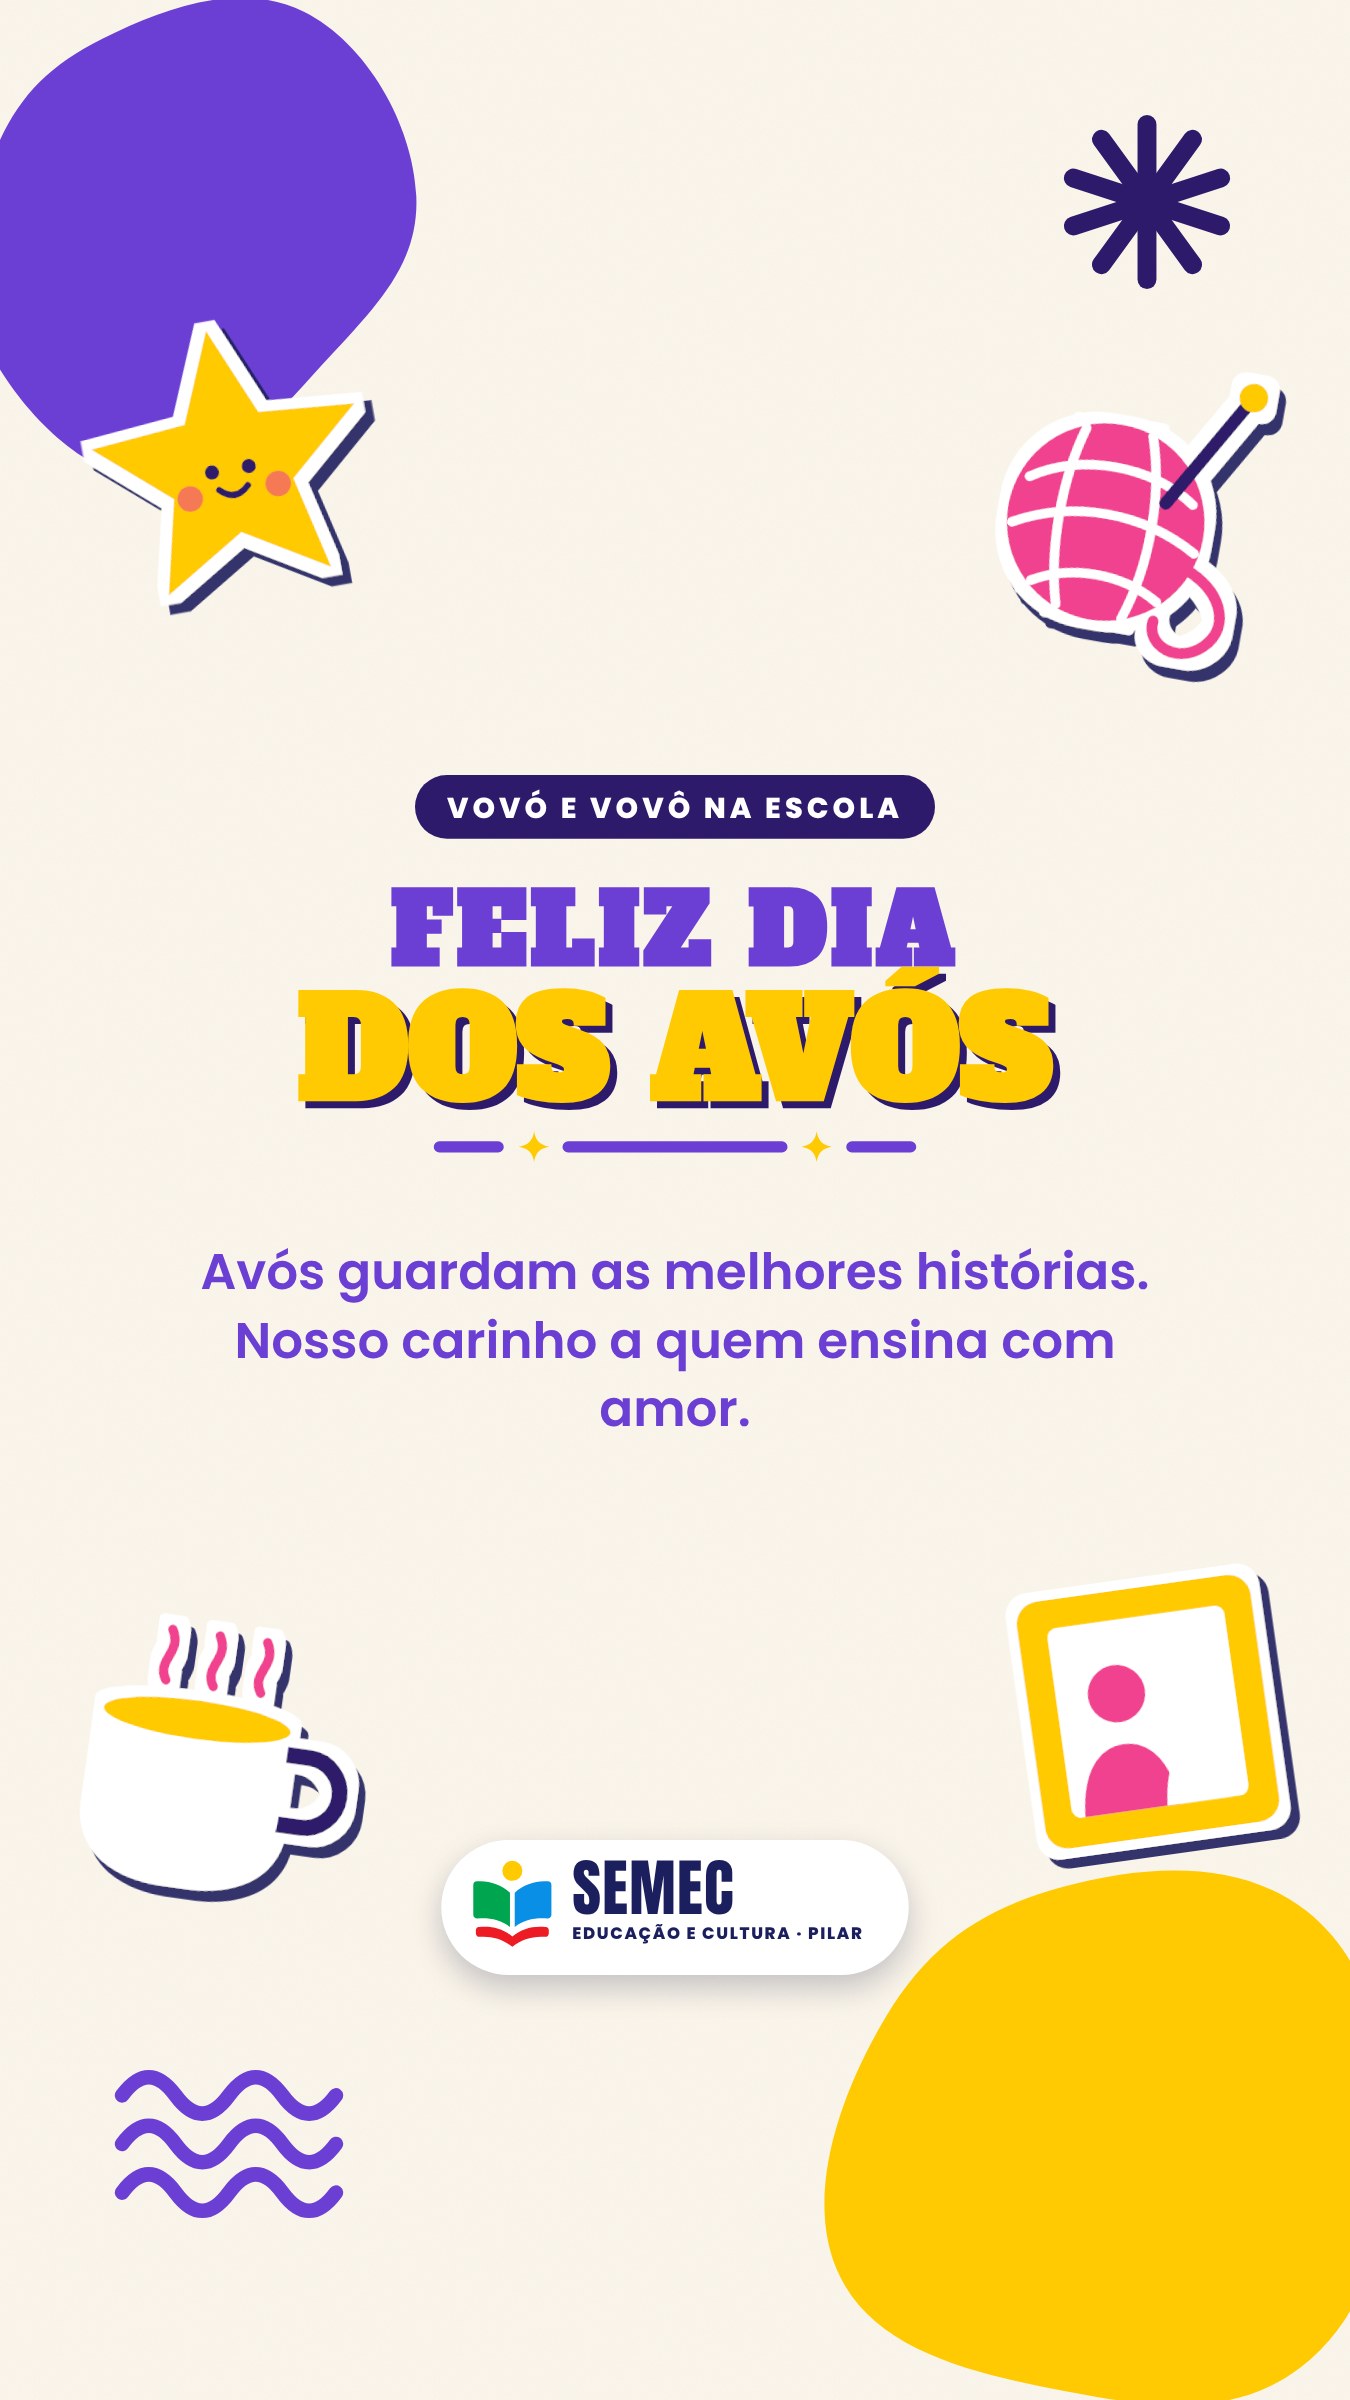 VOVÓ E VOVÔ NA ESCOLA
FELIZ DIA
DOS AVÓS
Avós guardam as melhores histórias.
Nosso carinho a quem ensina com
amor.
SEMEC
EDUCAÇÃO E CULTURA · PILAR